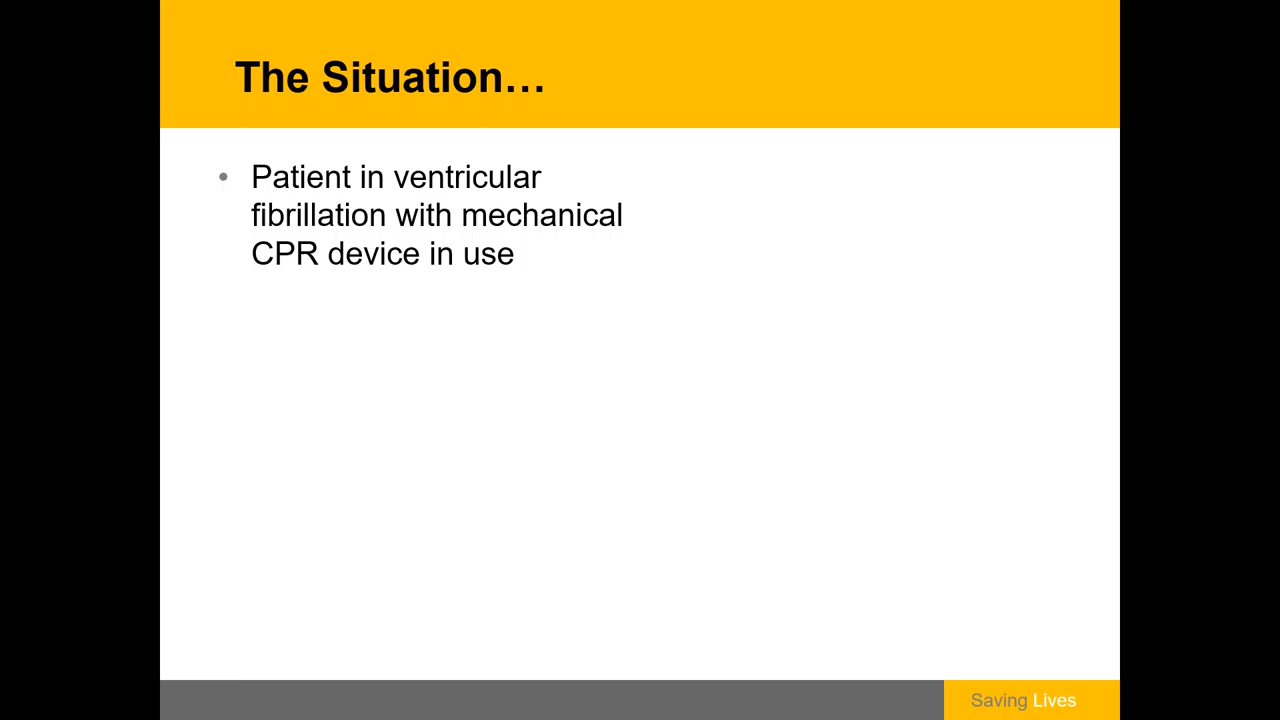 The Situation…
• Patient in ventricular
fibrillation with mechanical
CPR device in use
Saving Lives